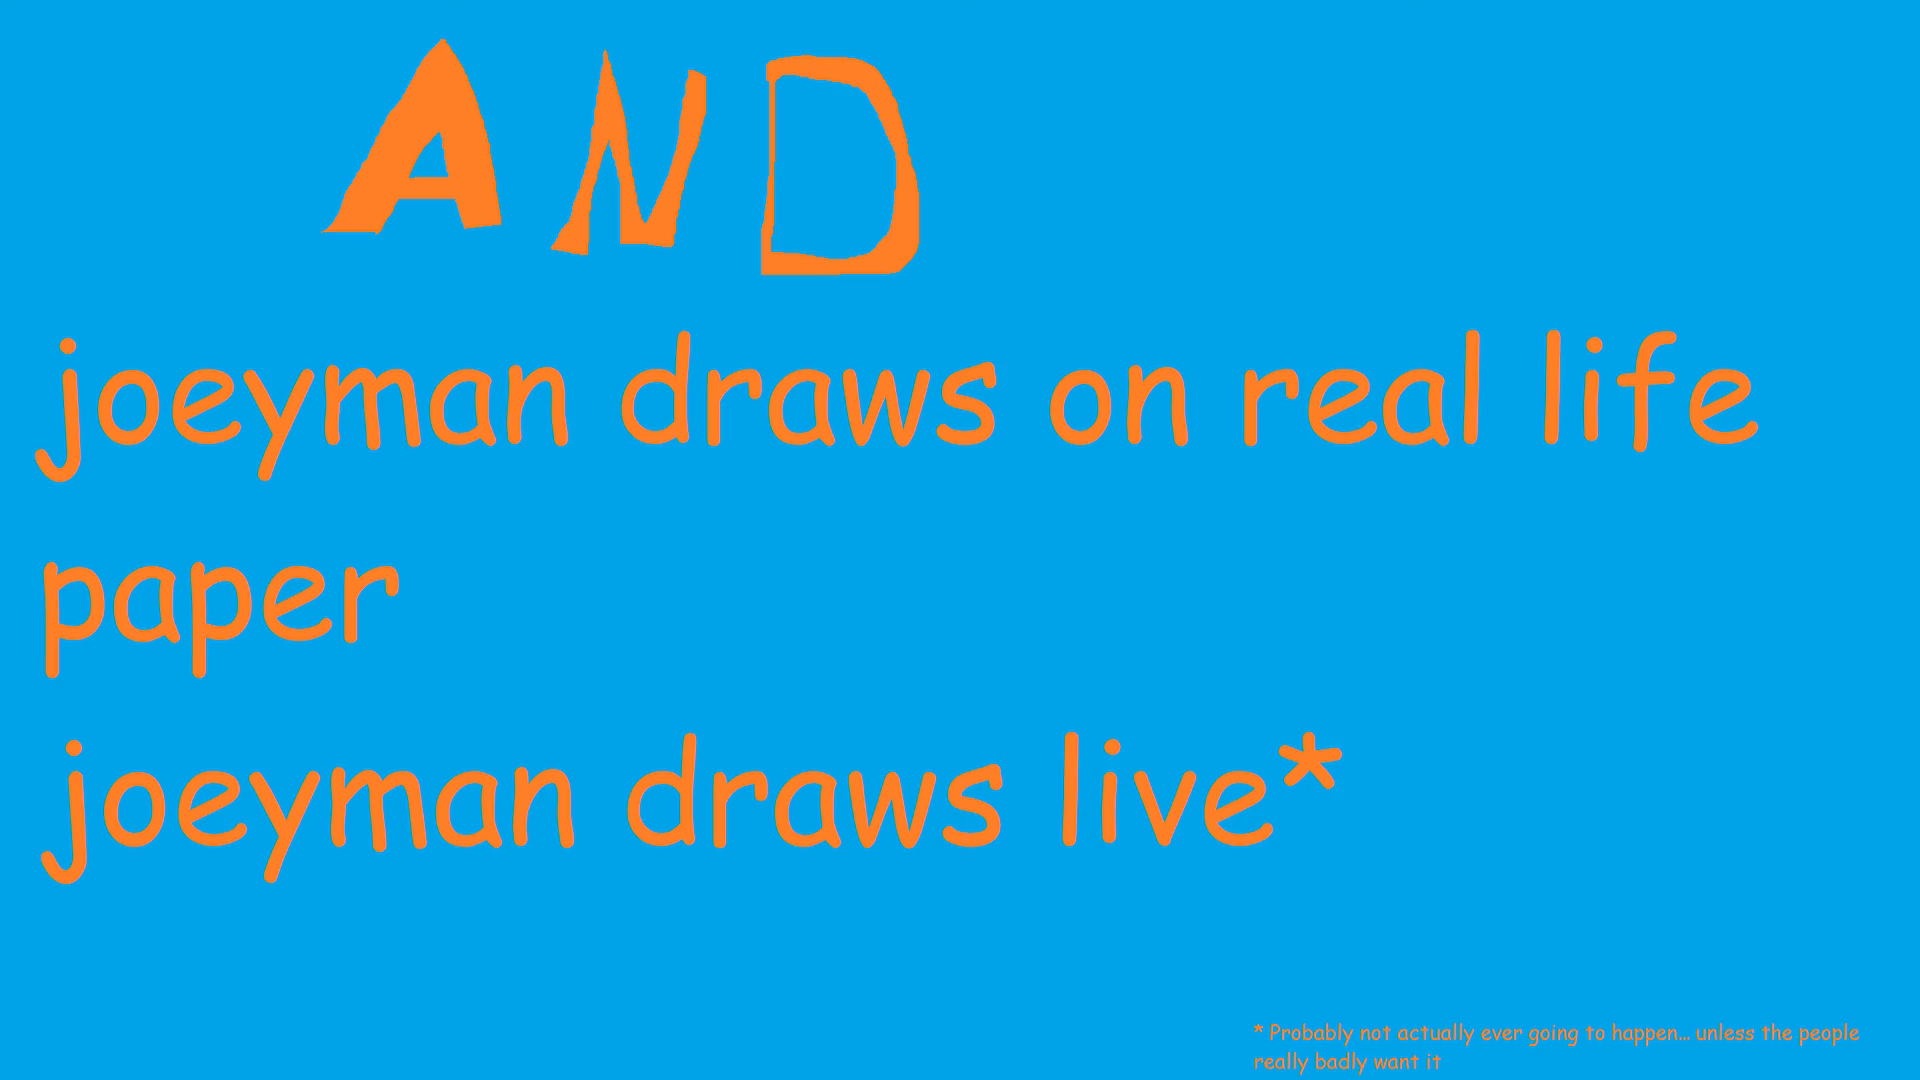 AND
joeyman draws on real life
paper
joeyman draws live*
* Probably not actually ever going to happen... unless the people
really badly want it